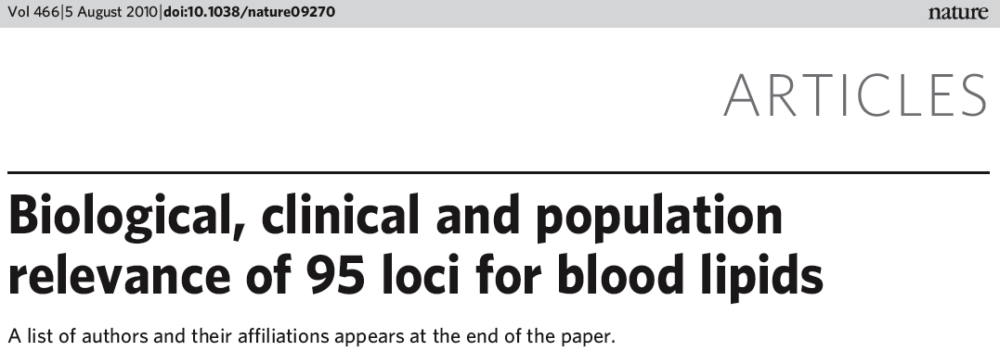 Vol 466|5 August 2010|doi:10.1038/nature09270 nature
ARTICLES
Biological, clinical and population
relevance of 95 loci for blood lipids
A list of authors and their affiliations appears at the end of the paper.